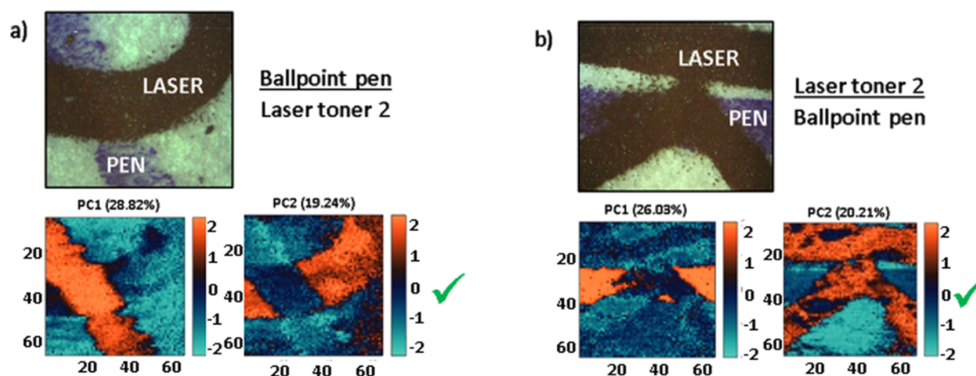 a)
LASER
PEN
Ballpoint pen
Laser toner 2
PC1 (28.82%)
20
40
60
20 40 60
2
1
0
-1
-2
PC2 (19.24%)
20 40 60
2
1
0
-1
-2
b)
LASER
PEN
Laser toner 2
Ballpoint pen
PC1 (26.03%)
20
40
60
20 40 60
2
1
0
-1
-2
PC2 (20.21%)
20
40
60
20 40 60
2
1
0
-1
-2